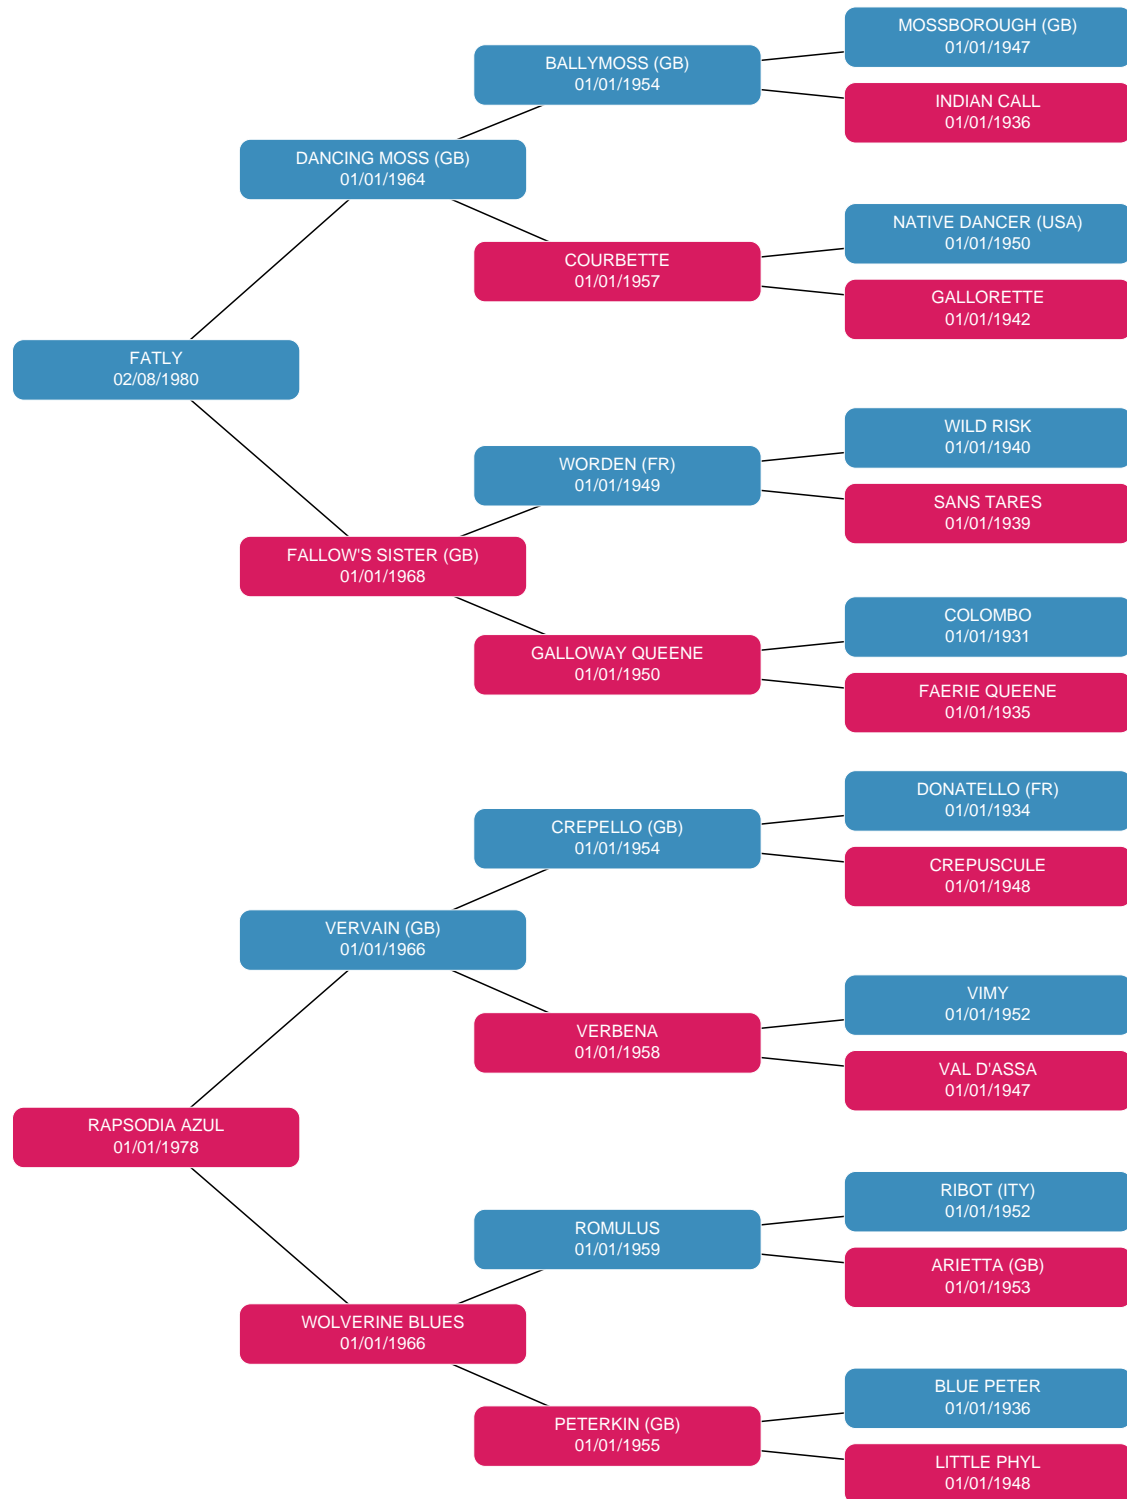 MOSSBOROUGH (GB)
01/01/1947
BALLYMOSS (GB)
01/01/1954
INDIAN CALL
01/01/1936
DANCING MOSS (GB)
01/01/1964
NATIVE DANCER (USA)
01/01/1950
COURBETTE
01/01/1957
GALLORETTE
01/01/1942
FATLY
02/08/1980
WILD RISK
01/01/1940
WORDEN (FR)
01/01/1949
SANS TARES
01/01/1939
FALLOW'S SISTER (GB)
01/01/1968
COLOMBO
01/01/1931
GALLOWAY QUEENE
01/01/1950
FAERIE QUEENE
01/01/1935
DONATELLO (FR)
01/01/1934
CREPELLO (GB)
01/01/1954
CREPUSCULE
01/01/1948
VERVAIN (GB)
01/01/1966
VIMY
01/01/1952
VERBENA
01/01/1958
VAL D'ASSA
01/01/1947
RAPSODIA AZUL
01/01/1978
RIBOT (ITY)
01/01/1952
ROMULUS
01/01/1959
ARIETTA (GB)
01/01/1953
WOLVERINE BLUES
01/01/1966
BLUE PETER
01/01/1936
PETERKIN (GB)
01/01/1955
LITTLE PHYL
01/01/1948